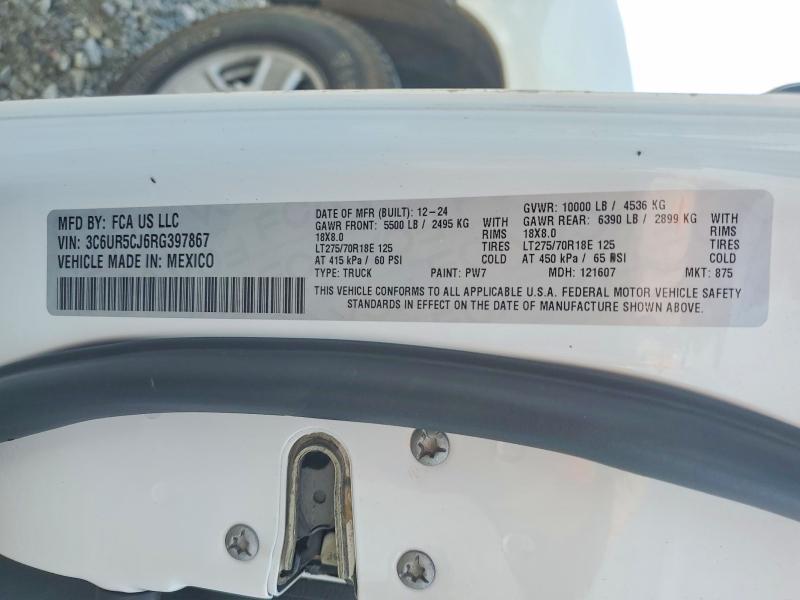 MFD BY: FCA US LLC
VIN: 3C6UR5CJ6RG397867
VEHICLE MADE IN: MEXICO
DATE OF MFR (BUILT): 12-24
GAWR FRONT: 5500 LB / 2495 KG WITH
18X8.0 RIMS
LT275/70R18E 125 TIRES
AT 415 kPa / 60 PSI COLD
TYPE: TRUCK PAINT: PW7
GVWR: 10000 LB / 4536 KG
GAWR REAR: 6390 LB / 2899 KG WITH
18X8.0 RIMS
LT275/70R18E 125 TIRES
AT 450 kPa / 65 PSI COLD
MDH: 121607 MKT: 875
THIS VEHICLE CONFORMS TO ALL APPLICABLE U.S.A. FEDERAL MOTOR VEHICLE SAFETY
STANDARDS IN EFFECT ON THE DATE OF MANUFACTURE SHOWN ABOVE.